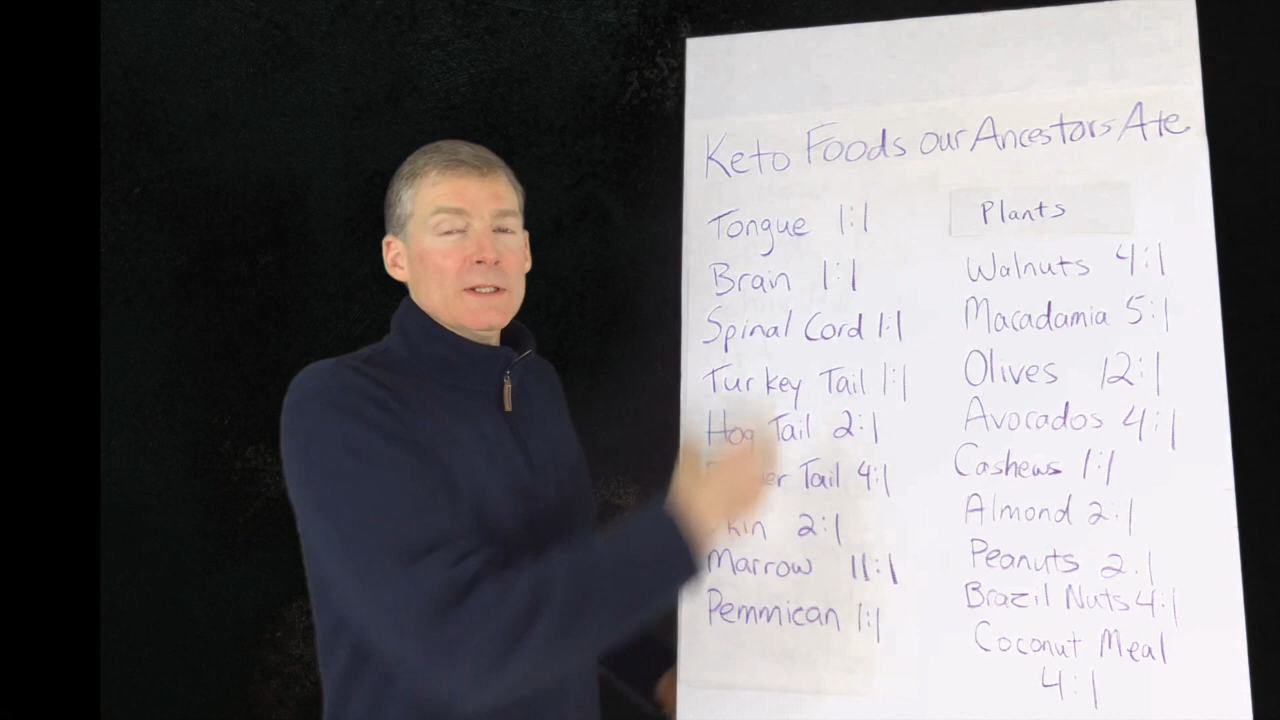 Keto Foods our Ancestors Ate
Tongue 1:1
Brain 1:1
Spinal Cord 1:1
Turkey Tail 1:1
Hog Tail 2:1
Tail 4:1
2:1
Marrow 11:1
Pemmican 1:1
Plants
Walnuts 4:1
Macadamia 5:1
Olives 12:1
Avocados 4:1
Cashews 1:1
Almond 2:1
Peanuts 2:1
Brazil Nuts 4:1
Coconut Meal
4:1